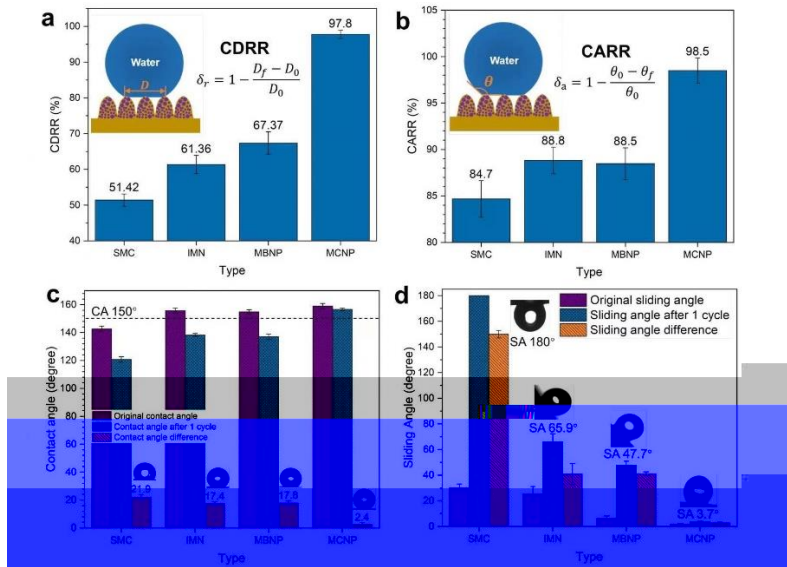 a
CDRR
Water
D
δr = 1 − (Df − D0)/D0
97.8
67.37
61.36
51.42
100
90
80
70
60
50
40
CDRR (%)
SMC IMN MBNP MCNP
Type
b
CARR
Water
θ
δa = 1 − (θ0 − θf)/θ0
98.5
88.8
88.5
84.7
105
100
95
90
85
80
CARR (%)
SMC IMN MBNP MCNP
Type
c
CA 150°
160
140
120
100
80
60
40
20
0
Contact angle (degree)
Original contact angle
Contact angle after 1 cycle
Contact angle difference
21.9
17.4
17.8
2.4
SMC IMN MBNP MCNP
Type
d
Original sliding angle
Sliding angle after 1 cycle
Sliding angle difference
SA 180°
SA 65.9°
SA 47.7°
SA 3.7°
180
160
140
120
100
80
60
40
20
0
Sliding Angle (degree)
SMC IMN MBNP MCNP
Type